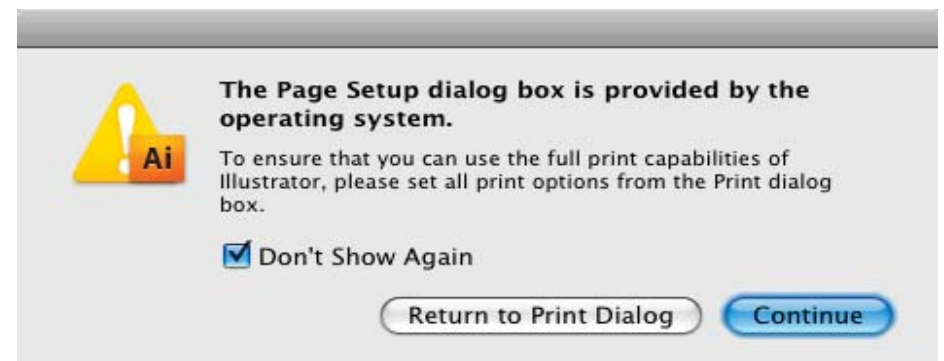 The Page Setup dialog box is provided by the
operating system.
Ai
To ensure that you can use the full print capabilities of
Illustrator, please set all print options from the Print dialog
box.
Don't Show Again
Return to Print Dialog
Continue